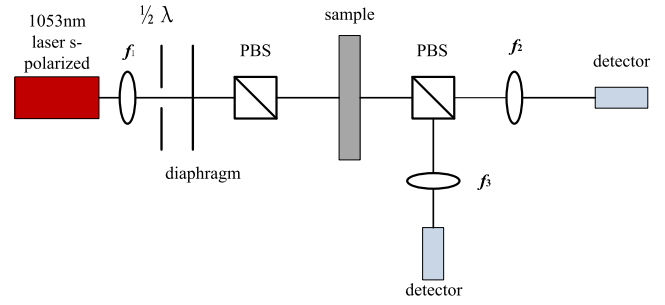 1053nm
laser s-
polarized
f1
½ λ
diaphragm
PBS
sample
PBS
f2
detector
f3
detector